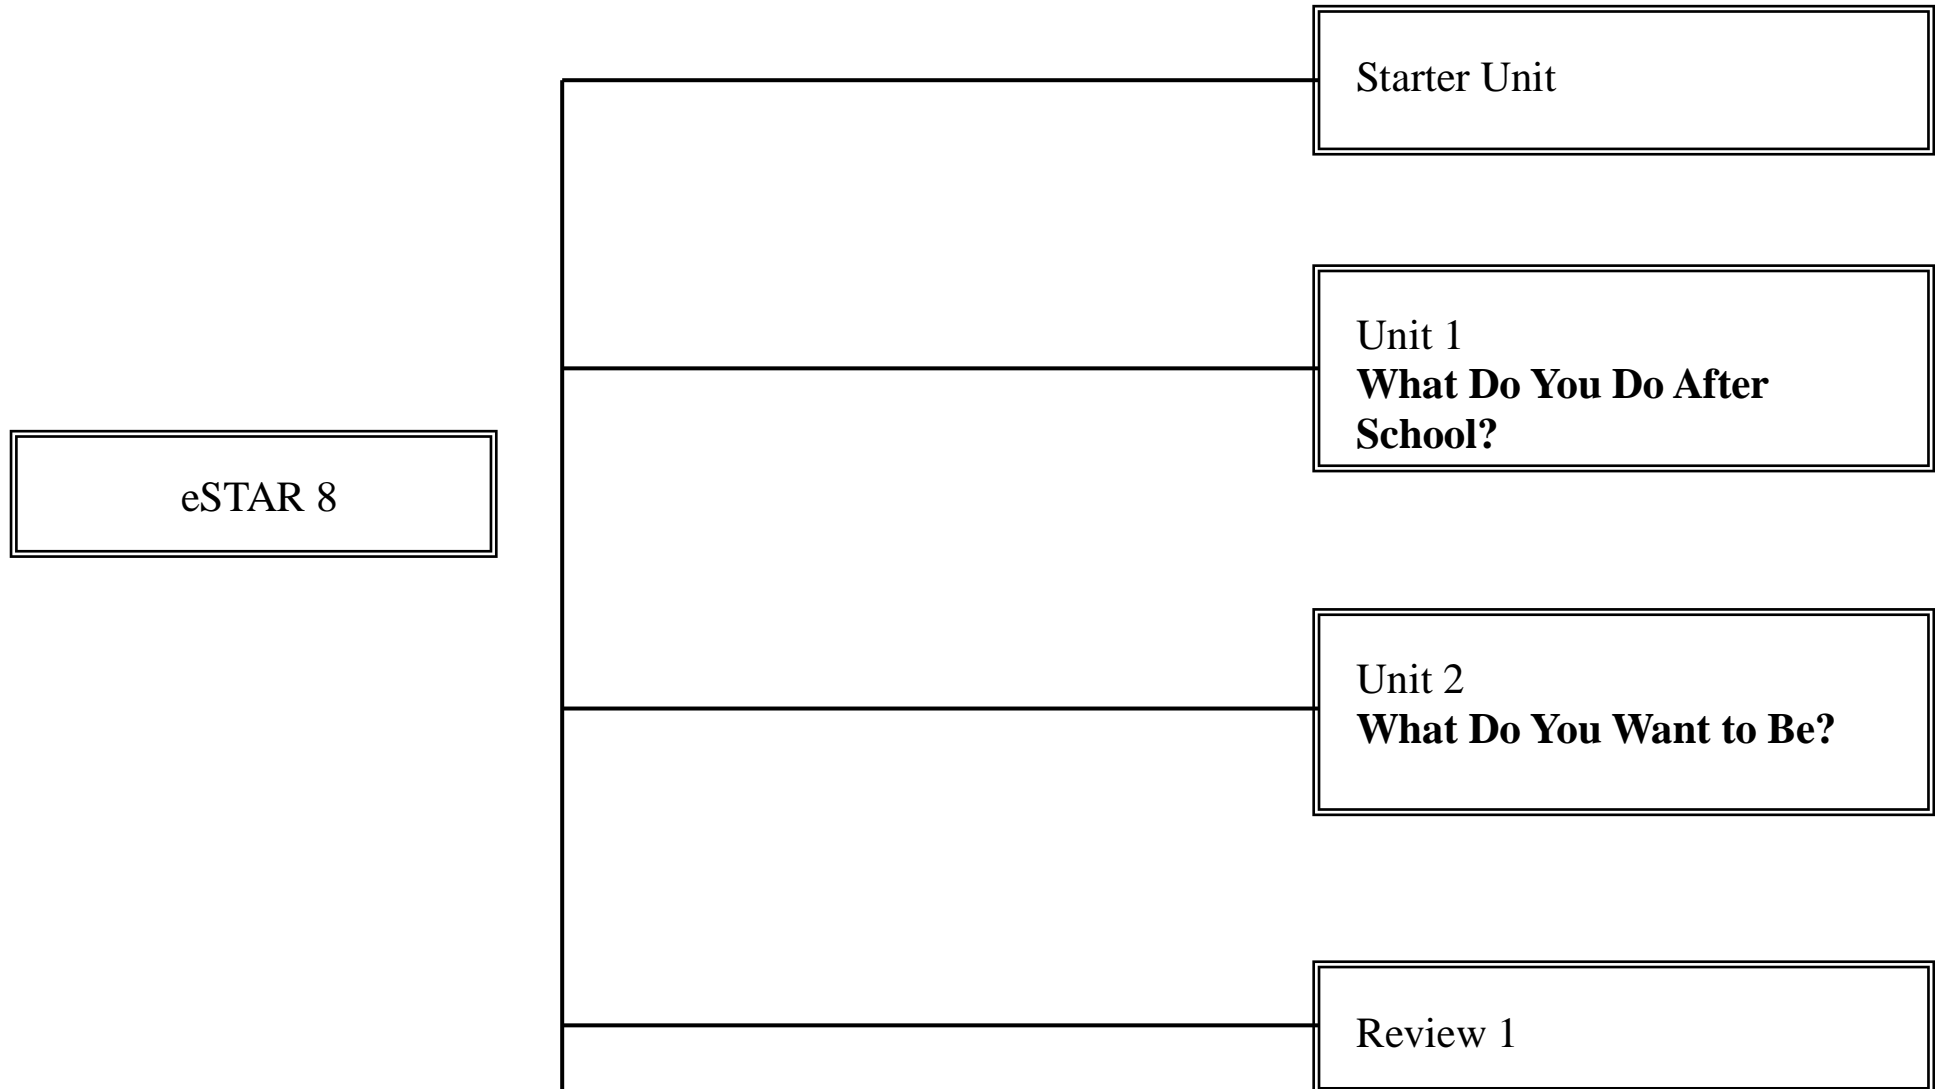 Starter Unit
Unit 1
What Do You Do After
School?
eSTAR 8
Unit 2
What Do You Want to Be?
Review 1